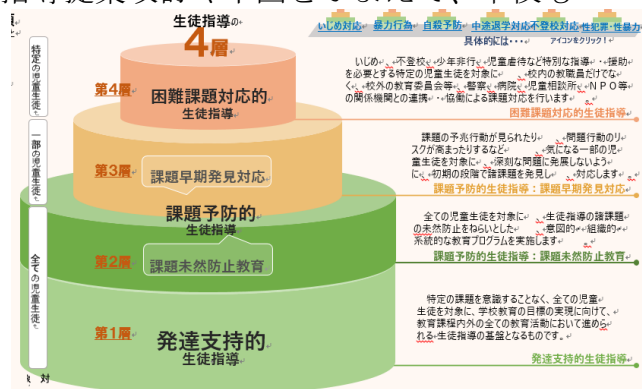 生徒指導の
4層
いじめ対応 暴力行為 自殺予防 中途退学対応 不登校対応 性犯罪・性暴力
具体的には・・・ アイコンをクリック！
特定の児童生徒
一部の児童生徒
全ての児童生徒
第4層
困難課題対応的
生徒指導
いじめ、不登校、少年非行、児童虐待など特別な指導・援助
を必要とする特定の児童生徒を対象に、校内の教職員だけでな
く、校外の教育委員会等、警察、病院、児童相談所、ＮＰＯ等
の関係機関との連携・協働による課題対応を行います。
困難課題対応的生徒指導
第3層
課題早期発見対応
課題の予兆行動が見られたり、問題行動のリ
スクが高まったりするなど、気になる一部の児
童生徒を対象に、深刻な問題に発展しないよう
に、初期の段階で諸課題を発見し、対応します。
課題予防的生徒指導：課題早期発見対応
課題予防的
生徒指導
第2層
課題未然防止教育
全ての児童生徒を対象に、生徒指導の諸課題
の未然防止をねらいとした、意図的・組織的・
系統的な教育プログラムを実施します。
課題予防的生徒指導：課題未然防止教育
第1層
発達支持的
生徒指導
特定の課題を意識することなく、全ての児童
生徒を対象に、学校教育の目標の実現に向けて、
教育課程内外の全ての教育活動において進めら
れる生徒指導の基盤となるものです。
発達支持的生徒指導
対